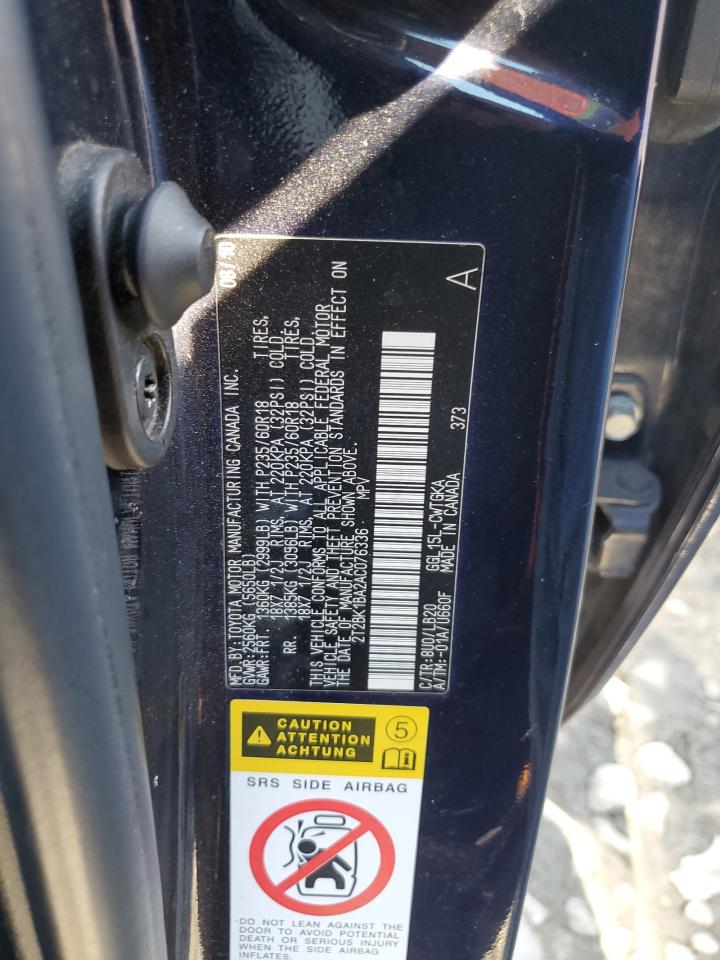 MFD.BY:TOYOTA MOTOR MANUFACTURING CANADA INC. 08/10
GVWR:2560KG (5650LB)
GAWR:FRT. 1360KG (2999LB) WITH P235/60R18 TIRES,
18X7 1/2J RIMS, AT 220KPA (32PSI) COLD
RR. 1385KG (3056LB) WITH P235/60R18 TIRES,
18X7 1/2J RIMS, AT 220KPA (32PSI) COLD.
THIS VEHICLE CONFORMS TO ALL APPLICABLE FEDERAL MOTOR
VEHICLE SAFETY AND THEFT PREVENTION STANDARDS IN EFFECT ON
THE DATE OF MANUFACTURE SHOWN ABOVE.
2T2BK1BA2AC076336 MPV
C/TR:8U0/LB20 GGL15L-CWTGKA 373 A
A/TM:-01A/U660F MADE IN CANADA
CAUTION
ATTENTION
ACHTUNG
5
SRS SIDE AIRBAG
DO NOT LEAN AGAINST THE
DOOR TO AVOID POTENTIAL
DEATH OR SERIOUS INJURY
WHEN THE SIDE AIRBAG
INFLATES.